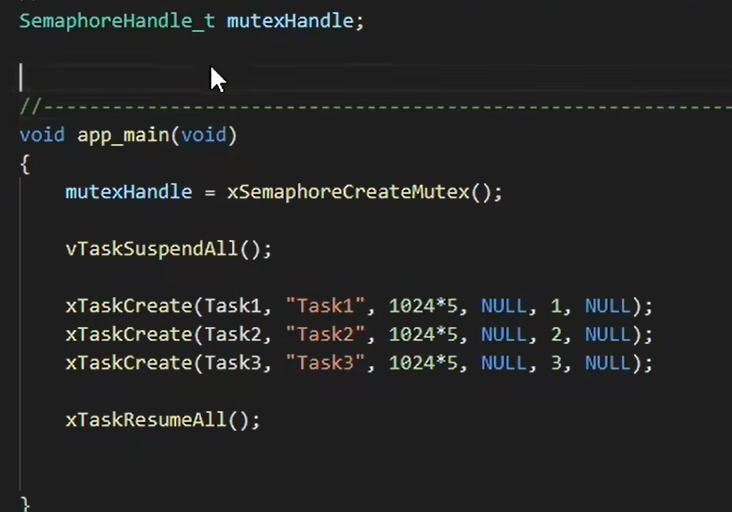 SemaphoreHandle_t mutexHandle;
//--------------------------------------------------------------
void app_main(void)
{
mutexHandle = xSemaphoreCreateMutex();
vTaskSuspendAll();
xTaskCreate(Task1, "Task1", 1024*5, NULL, 1, NULL);
xTaskCreate(Task2, "Task2", 1024*5, NULL, 2, NULL);
xTaskCreate(Task3, "Task3", 1024*5, NULL, 3, NULL);
xTaskResumeAll();
}